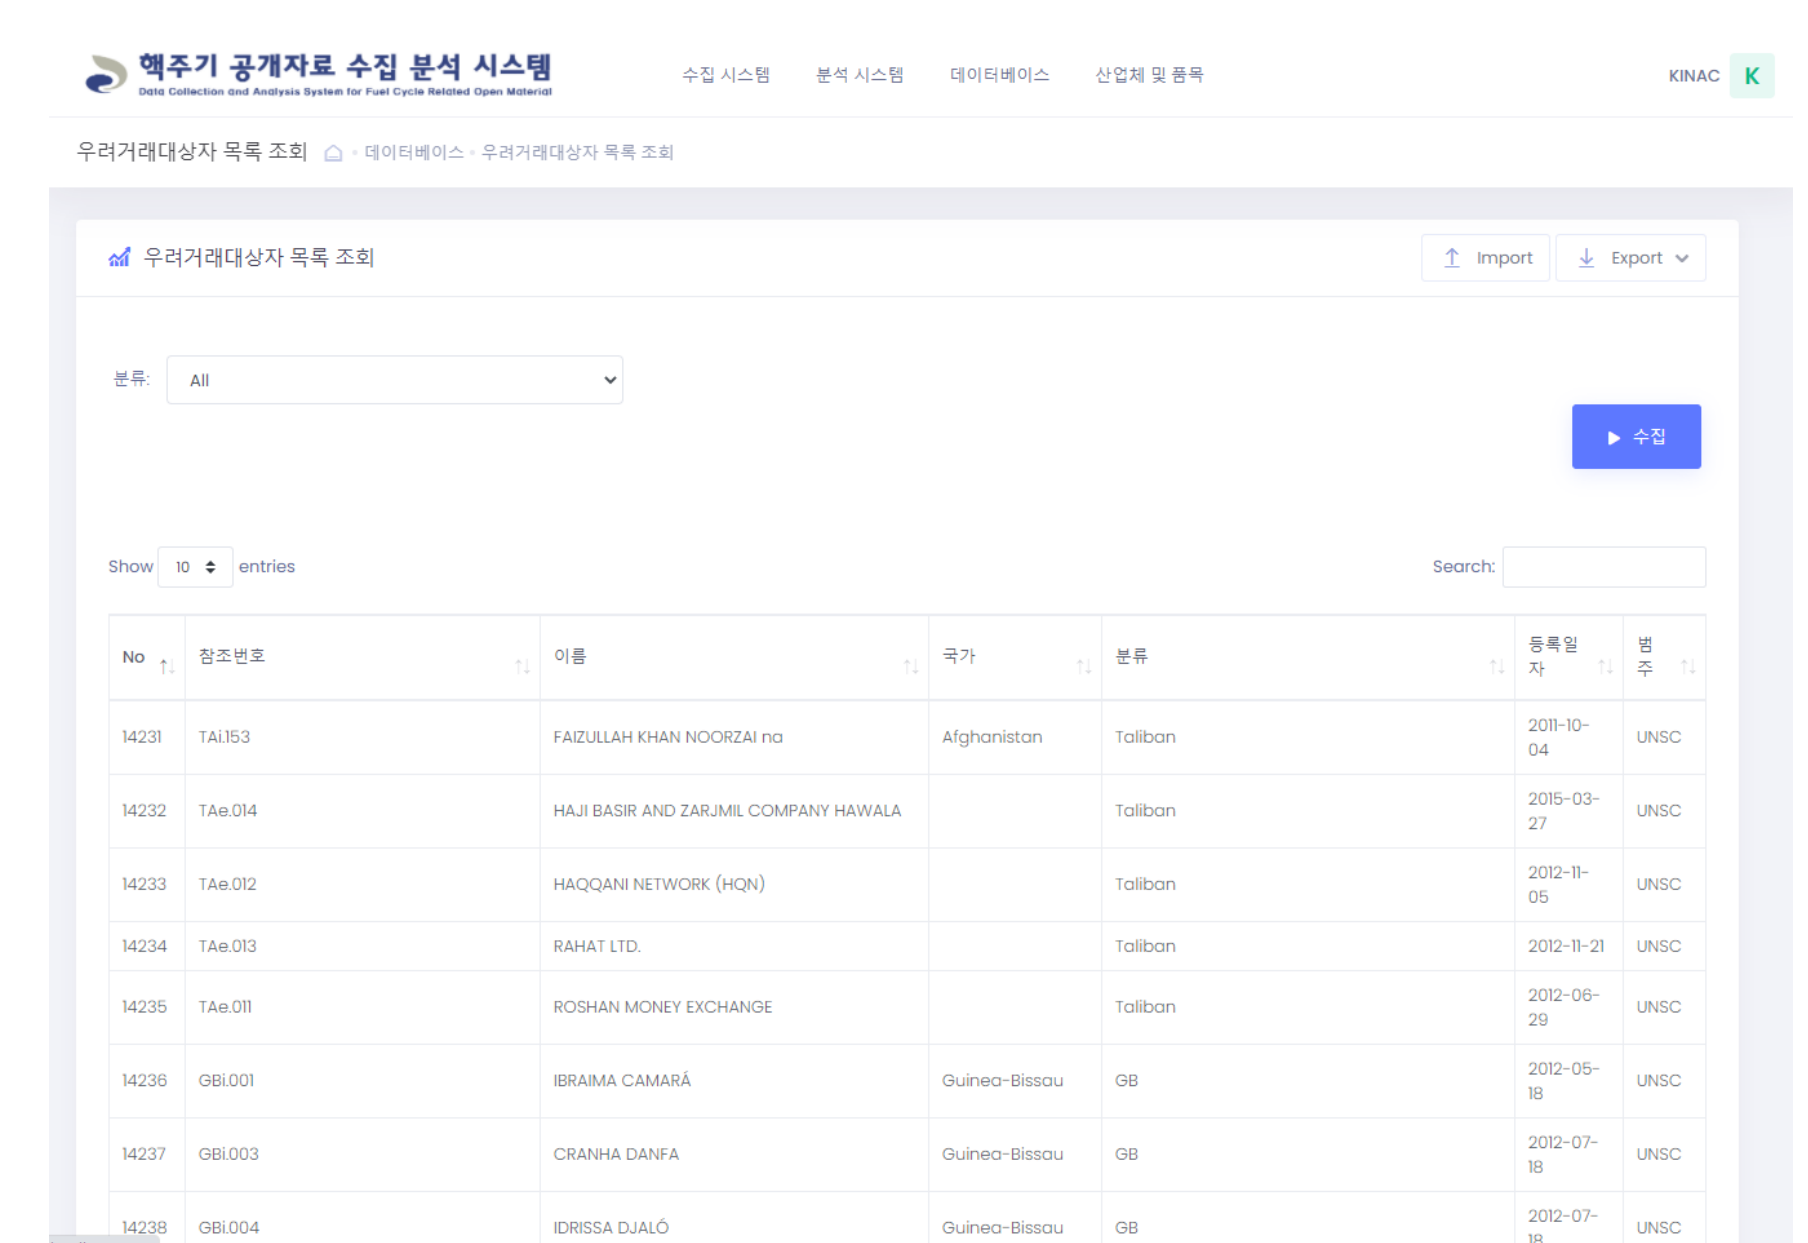 핵주기 공개자료 수집 분석 시스템
Data Collection and Analysis System for Fuel Cycle Related Open Material
수집 시스템 분석 시스템 데이터베이스 산업체 및 품목
KINAC K
우려거래대상자 목록 조회 • 데이터베이스 • 우려거래대상자 목록 조회
우려거래대상자 목록 조회
Import Export
분류: All
수집
Show 10 entries
Search:
No 참조번호 이름 국가 분류 등록일자 범주
14231 TAi.153 FAIZULLAH KHAN NOORZAI na Afghanistan Taliban 2011-10-04 UNSC
14232 TAe.014 HAJI BASIR AND ZARJMIL COMPANY HAWALA Taliban 2015-03-27 UNSC
14233 TAe.012 HAQQANI NETWORK (HQN) Taliban 2012-11-05 UNSC
14234 TAe.013 RAHAT LTD. Taliban 2012-11-21 UNSC
14235 TAe.011 ROSHAN MONEY EXCHANGE Taliban 2012-06-29 UNSC
14236 GBi.001 IBRAIMA CAMARÁ Guinea-Bissau GB 2012-05-18 UNSC
14237 GBi.003 CRANHA DANFA Guinea-Bissau GB 2012-07-18 UNSC
14238 GBi.004 IDRISSA DJALÓ Guinea-Bissau GB 2012-07-18 UNSC